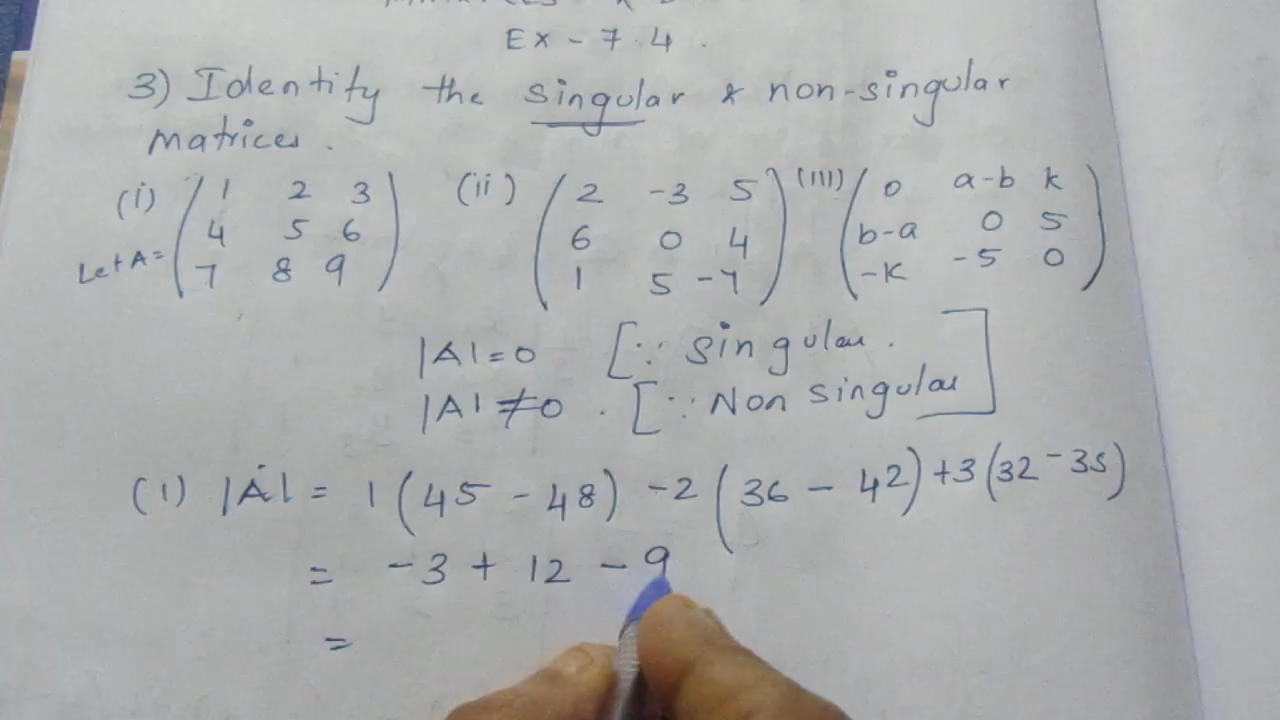 Ex - 7.4.
3) Identify the singular & non-singular
matrices.
(i) Let A = ( 1 2 3
4 5 6
7 8 9 )
(ii) ( 2 -3 5
6 0 4
1 5 -7 )
(III) ( 0 a-b k
b-a 0 5
-K -5 0 )
|A| = 0 [∵ singular.
|A| ≠ 0. [∵ Non singular]
(1) |A| = 1 (45 - 48) -2 (36 - 42) +3 (32 - 35)
= -3 + 12 - 9
=